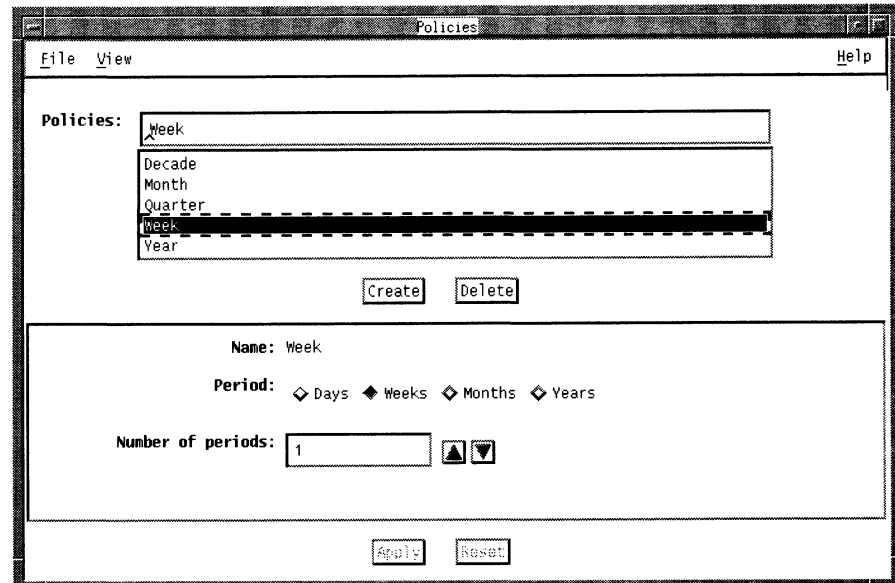 Policies
File View Help
Policies: Week
Decade
Month
Quarter
Week
Year
Create Delete
Name: Week
Period: Days Weeks Months Years
Number of periods: 1
Apply Reset